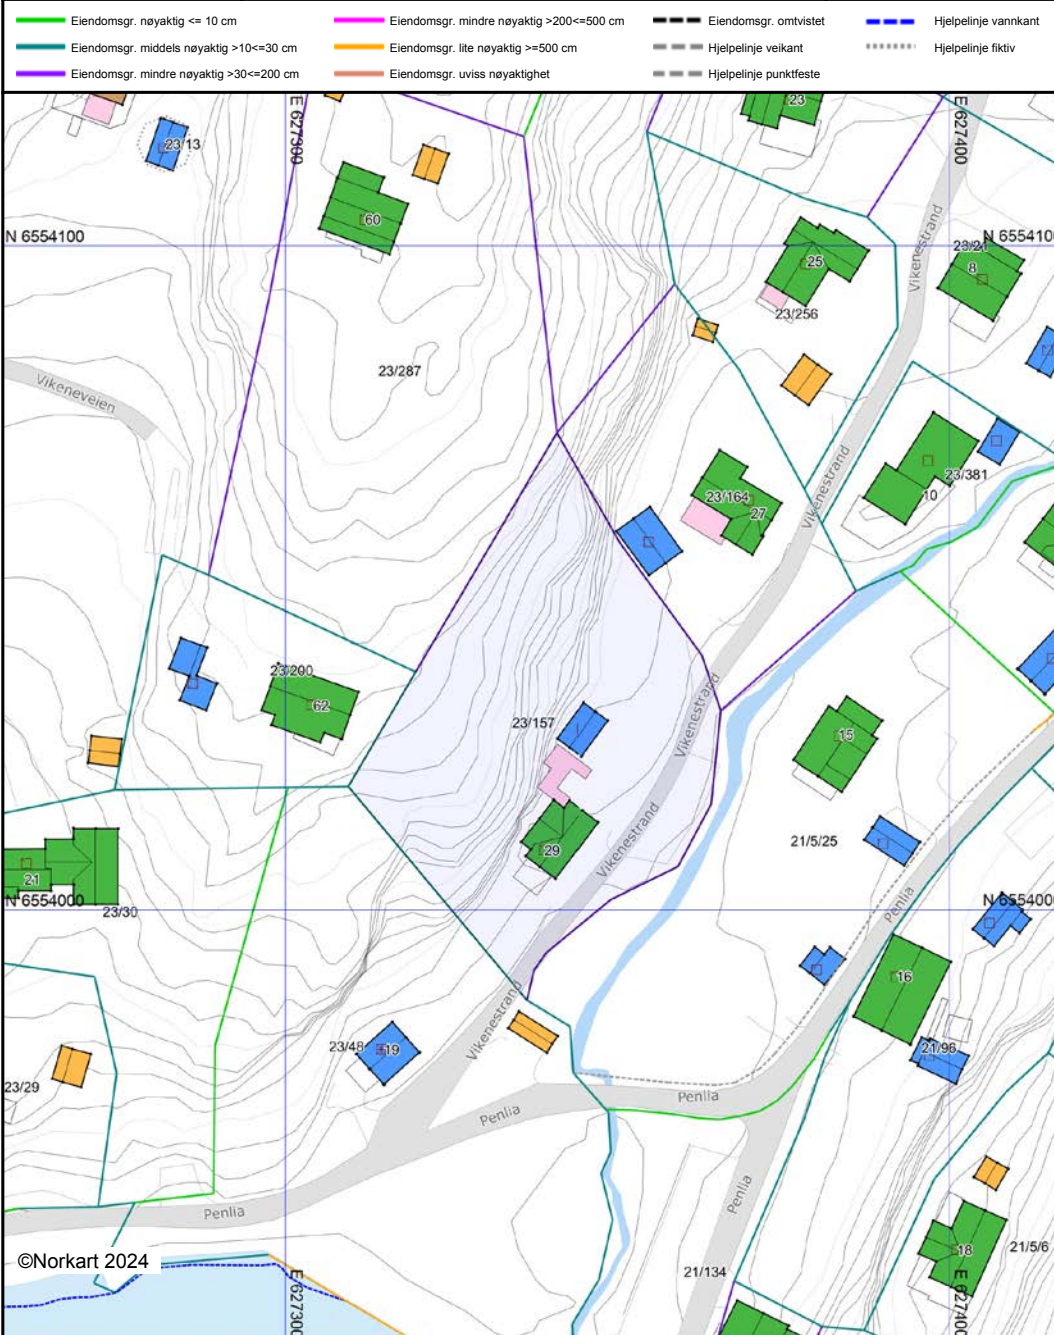 Eiendomsgr. nøyaktig <= 10 cm
Eiendomsgr. mindre nøyaktig >200<=500 cm
Eiendomsgr. omtvistet
Hjelpelinje vannkant
Eiendomsgr. middels nøyaktig >10<=30 cm
Eiendomsgr. lite nøyaktig >=500 cm
Hjelpelinje veikant
Hjelpelinje fiktiv
Eiendomsgr. mindre nøyaktig >30<=200 cm
Eiendomsgr. uviss nøyaktighet
Hjelpelinje punktfeste
E 627300
23
E 627400
23/13
60
N 6554100
Vikenestrand
23/21
N 6554100
25
8
23/256
23/287
Vikeneveien
23/164
27
Vikenestrand
23/381
10
23/200
62
23/157
Vikenestrand
15
Vikenestrand
29
21/5/25
21
N 6554000
23/30
Penlia
N 6554000
16
Vikenestrand
23/48
19
21/96
23/29
Penlia
Penlia
Penlia
Penlia
18
21/5/6
©Norkart 2024
21/134
E 627300
E 627400